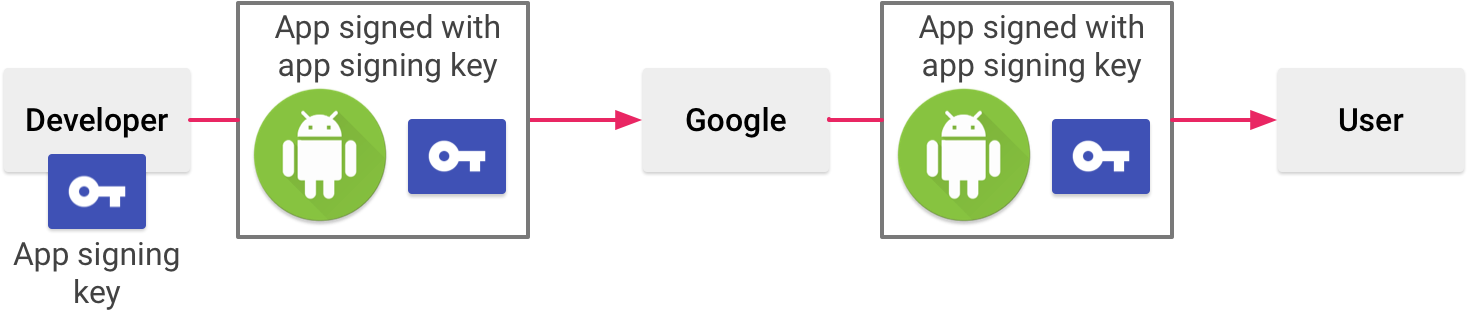 App signed with
app signing key
App signed with
app signing key
Developer
Google
User
App signing
key